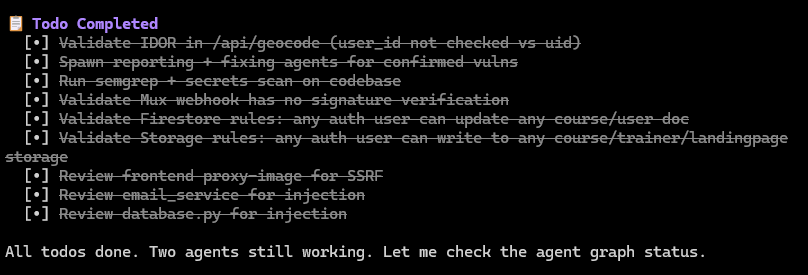 📋 Todo Completed
[•] Validate IDOR in /api/geocode (user_id not checked vs uid)
[•] Spawn reporting + fixing agents for confirmed vulns
[•] Run semgrep + secrets scan on codebase
[•] Validate Mux webhook has no signature verification
[•] Validate Firestore rules: any auth user can update any course/user doc
[•] Validate Storage rules: any auth user can write to any course/trainer/landingpage
storage
[•] Review frontend proxy-image for SSRF
[•] Review email_service for injection
[•] Review database.py for injection
All todos done. Two agents still working. Let me check the agent graph status.